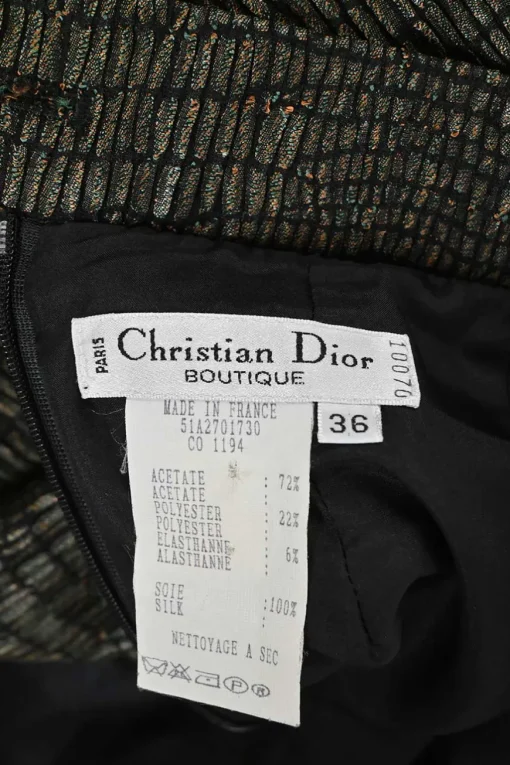 PARIS
Christian Dior
BOUTIQUE
10076
36
MADE IN FRANCE
51A2701730
CO 1194
ACETATE : 72%
ACETATE :
POLYESTER : 22%
POLYESTER :
ELASTHANNE : 6%
ALASTHANNE :
SOIE
SILK :100%
:
NETTOYAGE A SEC
P